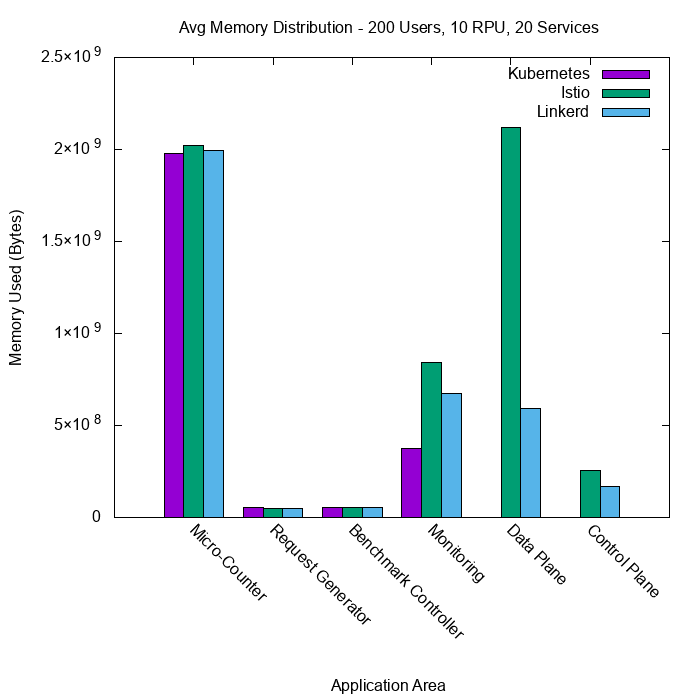 Avg Memory Distribution - 200 Users, 10 RPU, 20 Services
Kubernetes
Istio
Linkerd
Memory Used (Bytes)
2.5×10⁹
2×10⁹
1.5×10⁹
1×10⁹
5×10⁸
0
Micro-Counter
Request Generator
Benchmark Controller
Monitoring
Data Plane
Control Plane
Application Area